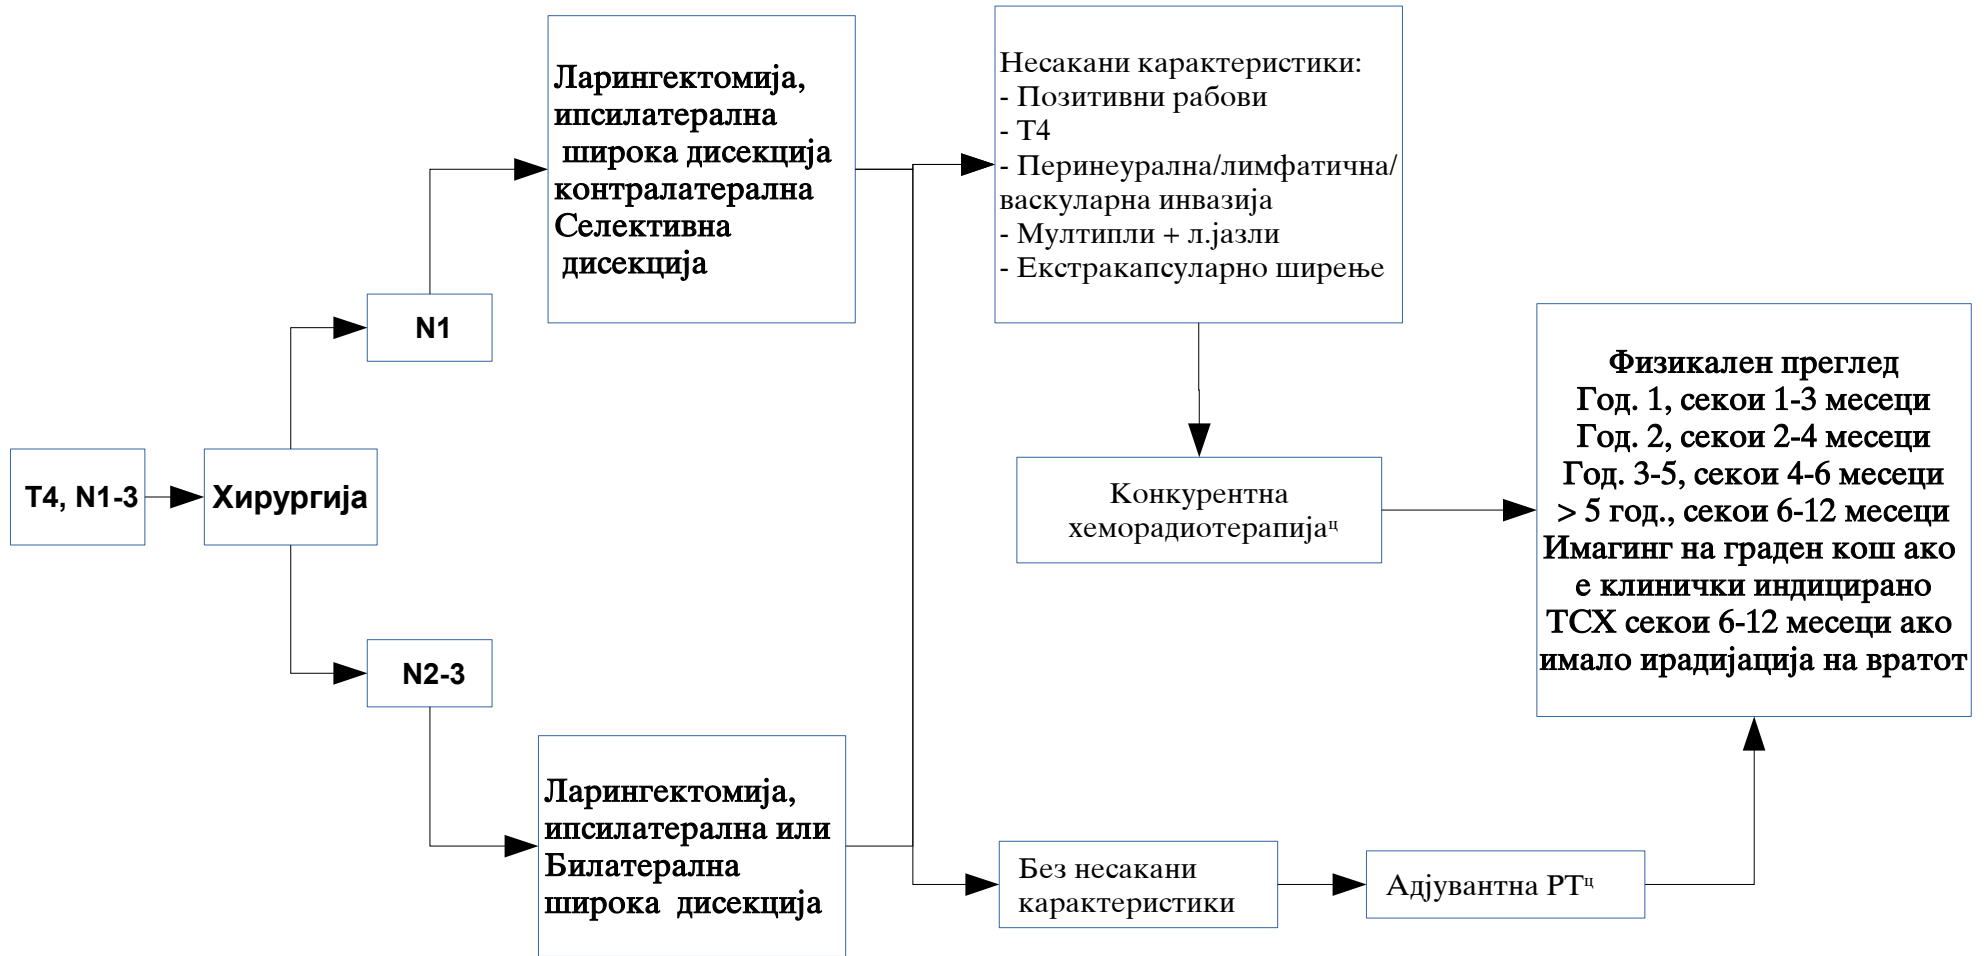 T4, N1-3
Хирургија
N1
N2-3
Ларингектомија,
ипсилатерална
широка дисекција
контралатерална
Селективна
дисекција
Ларингектомија,
ипсилатерална или
Билатерална
широка дисекција
Несакани карактеристики:
- Позитивни рабови
- Т4
- Перинеурална/лимфатична/
васкуларна инвазија
- Мултипли + л.јазли
- Екстракапсуларно ширење
Конкурентна
хеморадиотерапијаᶣ
Без несакани
карактеристики
Адјувантна РТᶣ
Физикален преглед
Год. 1, секои 1-3 месеци
Год. 2, секои 2-4 месеци
Год. 3-5, секои 4-6 месеци
> 5 год., секои 6-12 месеци
Имагинг на граден кош ако
е клинички индицирано
ТСХ секои 6-12 месеци ако
имало ирадијација на вратот